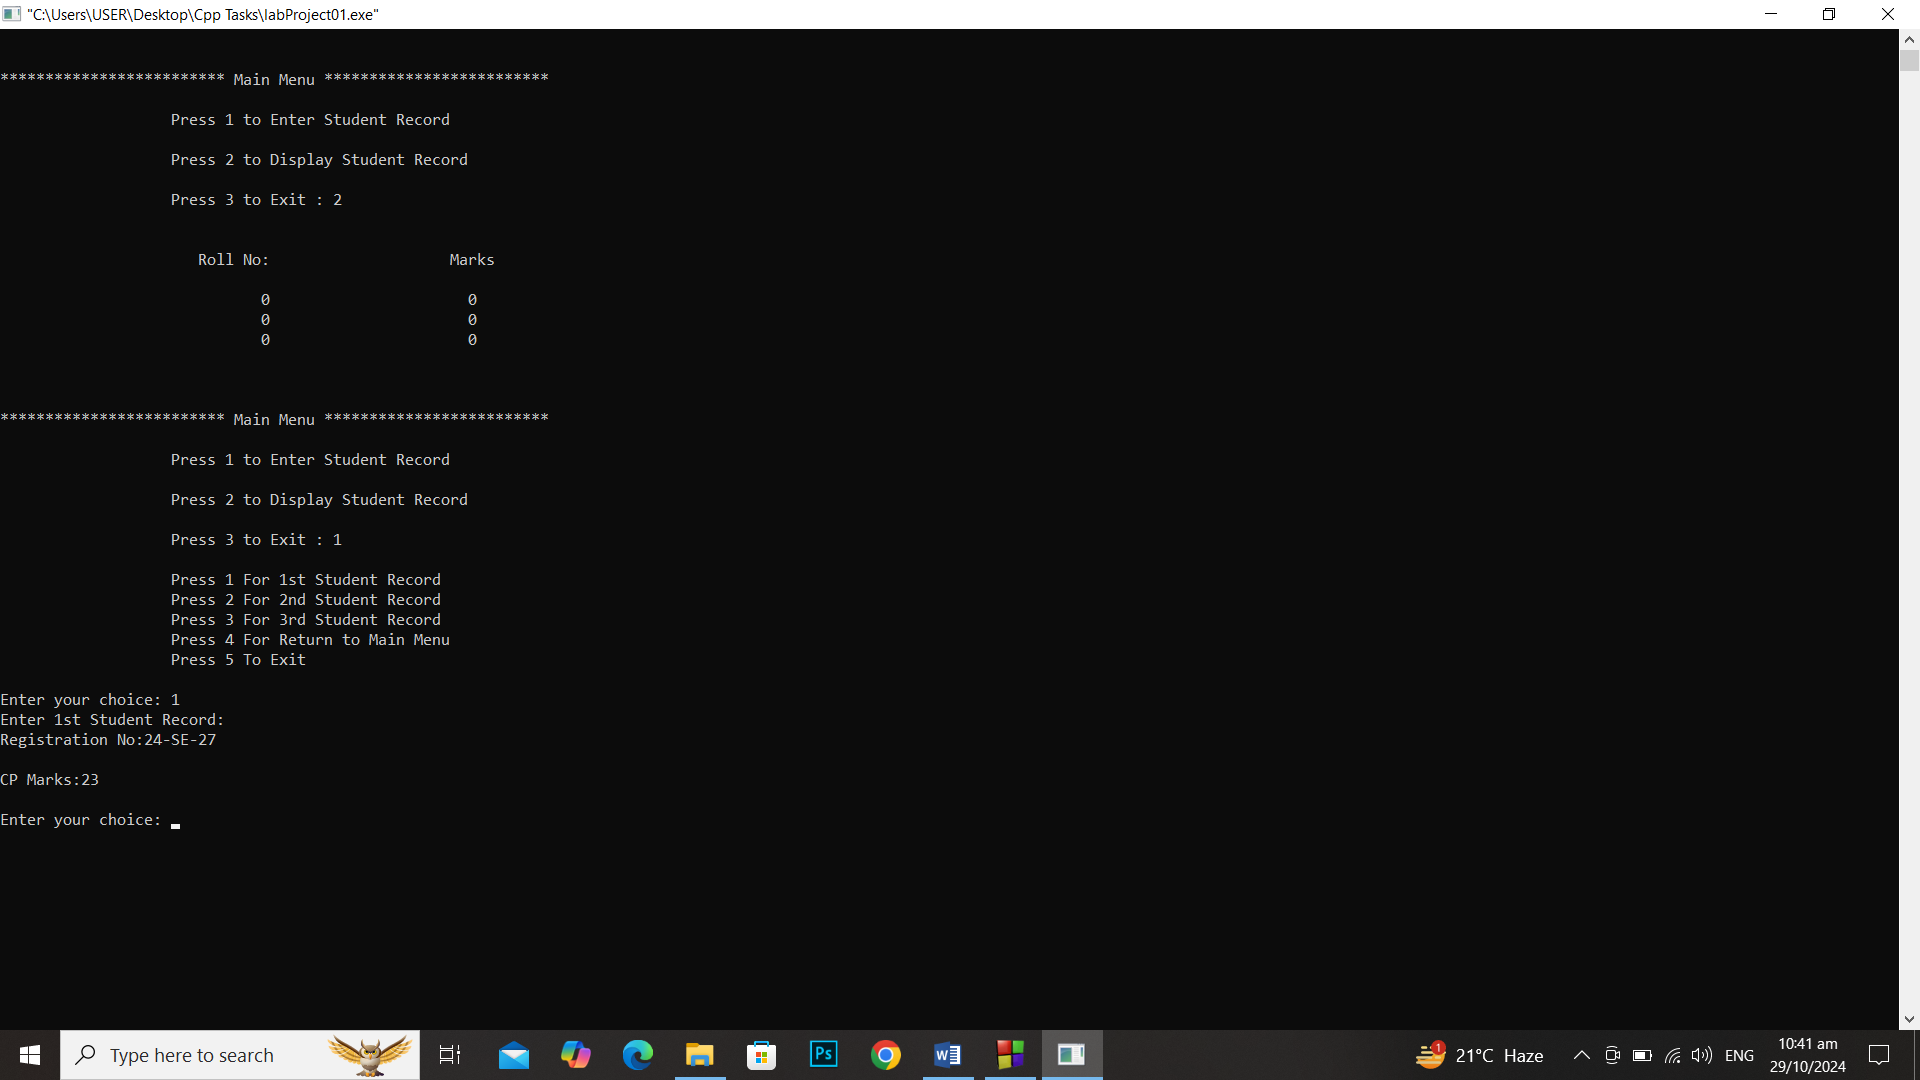 "C:\Users\USER\Desktop\Cpp Tasks\labProject01.exe"
************************* Main Menu *************************
Press 1 to Enter Student Record
Press 2 to Display Student Record
Press 3 to Exit : 2
Roll No: Marks
0 0
0 0
0 0
************************* Main Menu *************************
Press 1 to Enter Student Record
Press 2 to Display Student Record
Press 3 to Exit : 1
Press 1 For 1st Student Record
Press 2 For 2nd Student Record
Press 3 For 3rd Student Record
Press 4 For Return to Main Menu
Press 5 To Exit
Enter your choice: 1
Enter 1st Student Record:
Registration No:24-SE-27
CP Marks:23
Enter your choice:
Type here to search
Ps
W
1
21°C Haze
ENG
10:41 am
29/10/2024